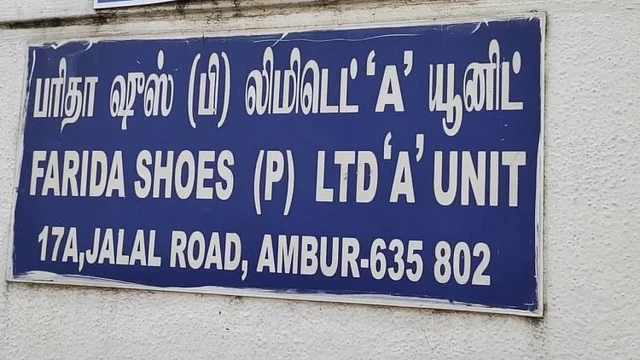 பரிதா ஷுஸ் (பி) லிமிடெட் 'A' யூனிட்
FARIDA SHOES (P) LTD 'A' UNIT
17A,JALAL ROAD, AMBUR-635 802